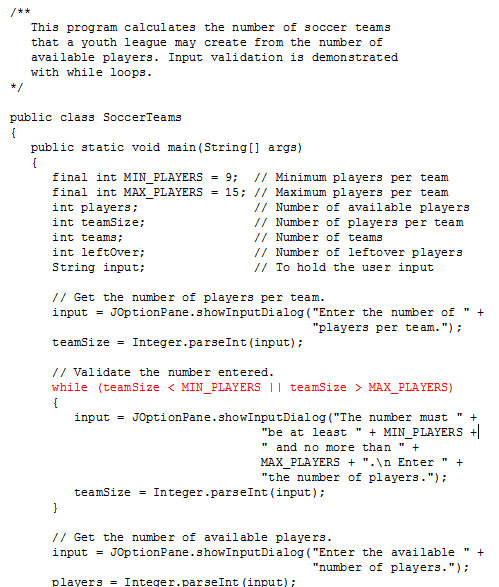 /**
This program calculates the number of soccer teams
that a youth league may create from the number of
available players. Input validation is demonstrated
with while loops.
*/
public class SoccerTeams
{
public static void main(String[] args)
{
final int MIN_PLAYERS = 9; // Minimum players per team
final int MAX_PLAYERS = 15; // Maximum players per team
int players; // Number of available players
int teamSize; // Number of players per team
int teams; // Number of teams
int leftOver; // Number of leftover players
String input; // To hold the user input
// Get the number of players per team.
input = JOptionPane.showInputDialog("Enter the number of " +
"players per team.");
teamSize = Integer.parseInt(input);
// Validate the number entered.
while (teamSize < MIN_PLAYERS || teamSize > MAX_PLAYERS)
{
input = JOptionPane.showInputDialog("The number must " +
"be at least " + MIN_PLAYERS +
" and no more than " +
MAX_PLAYERS + ".\n Enter " +
"the number of players.");
teamSize = Integer.parseInt(input);
}
// Get the number of available players.
input = JOptionPane.showInputDialog("Enter the available " +
"number of players.");
players = Integer.parseInt(input);